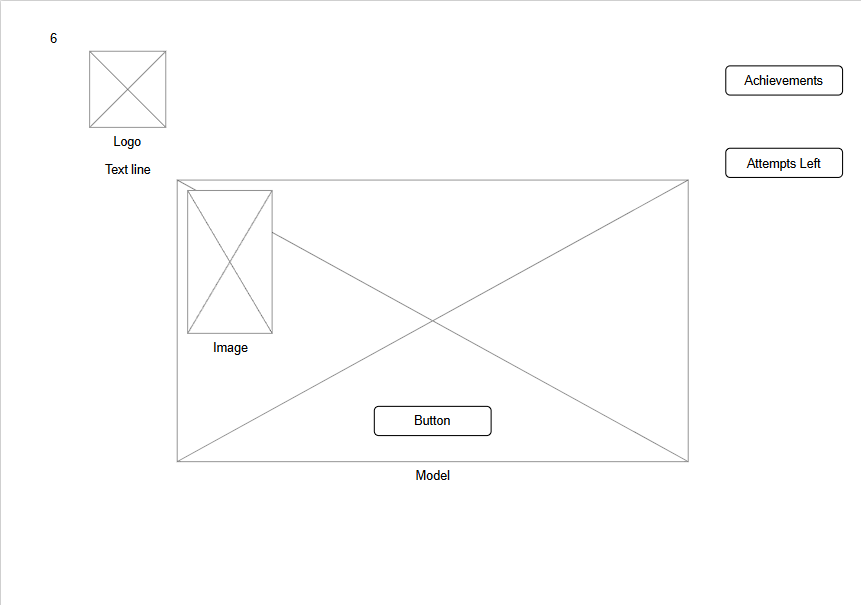 6
Achievements
Logo
Attempts Left
Text line
Image
Button
Model